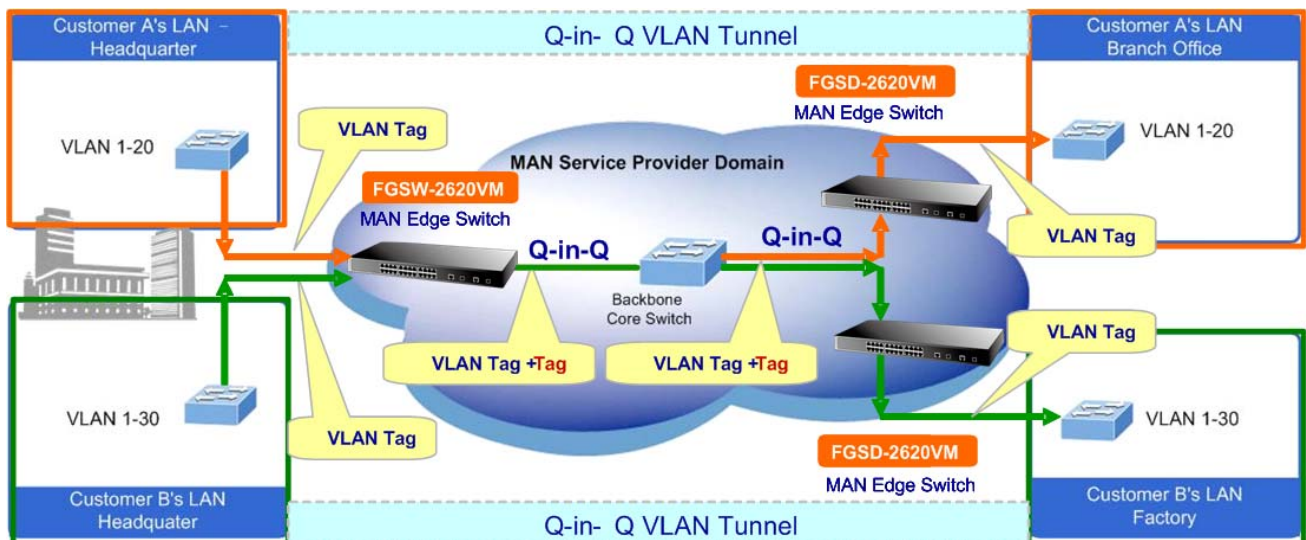 Customer A's LAN –
Headquarter
Q-in- Q VLAN Tunnel
Customer A's LAN
Branch Office
FGSD-2620VM
MAN Edge Switch
VLAN Tag
VLAN 1-20
VLAN 1-20
MAN Service Provider Domain
FGSW-2620VM
MAN Edge Switch
Q-in-Q
Q-in-Q
VLAN Tag
Backbone
Core Switch
VLAN Tag
VLAN Tag +Tag
VLAN Tag +Tag
VLAN 1-30
VLAN Tag
VLAN 1-30
FGSD-2620VM
MAN Edge Switch
Customer B's LAN
Headquater
Q-in- Q VLAN Tunnel
Customer B's LAN
Factory